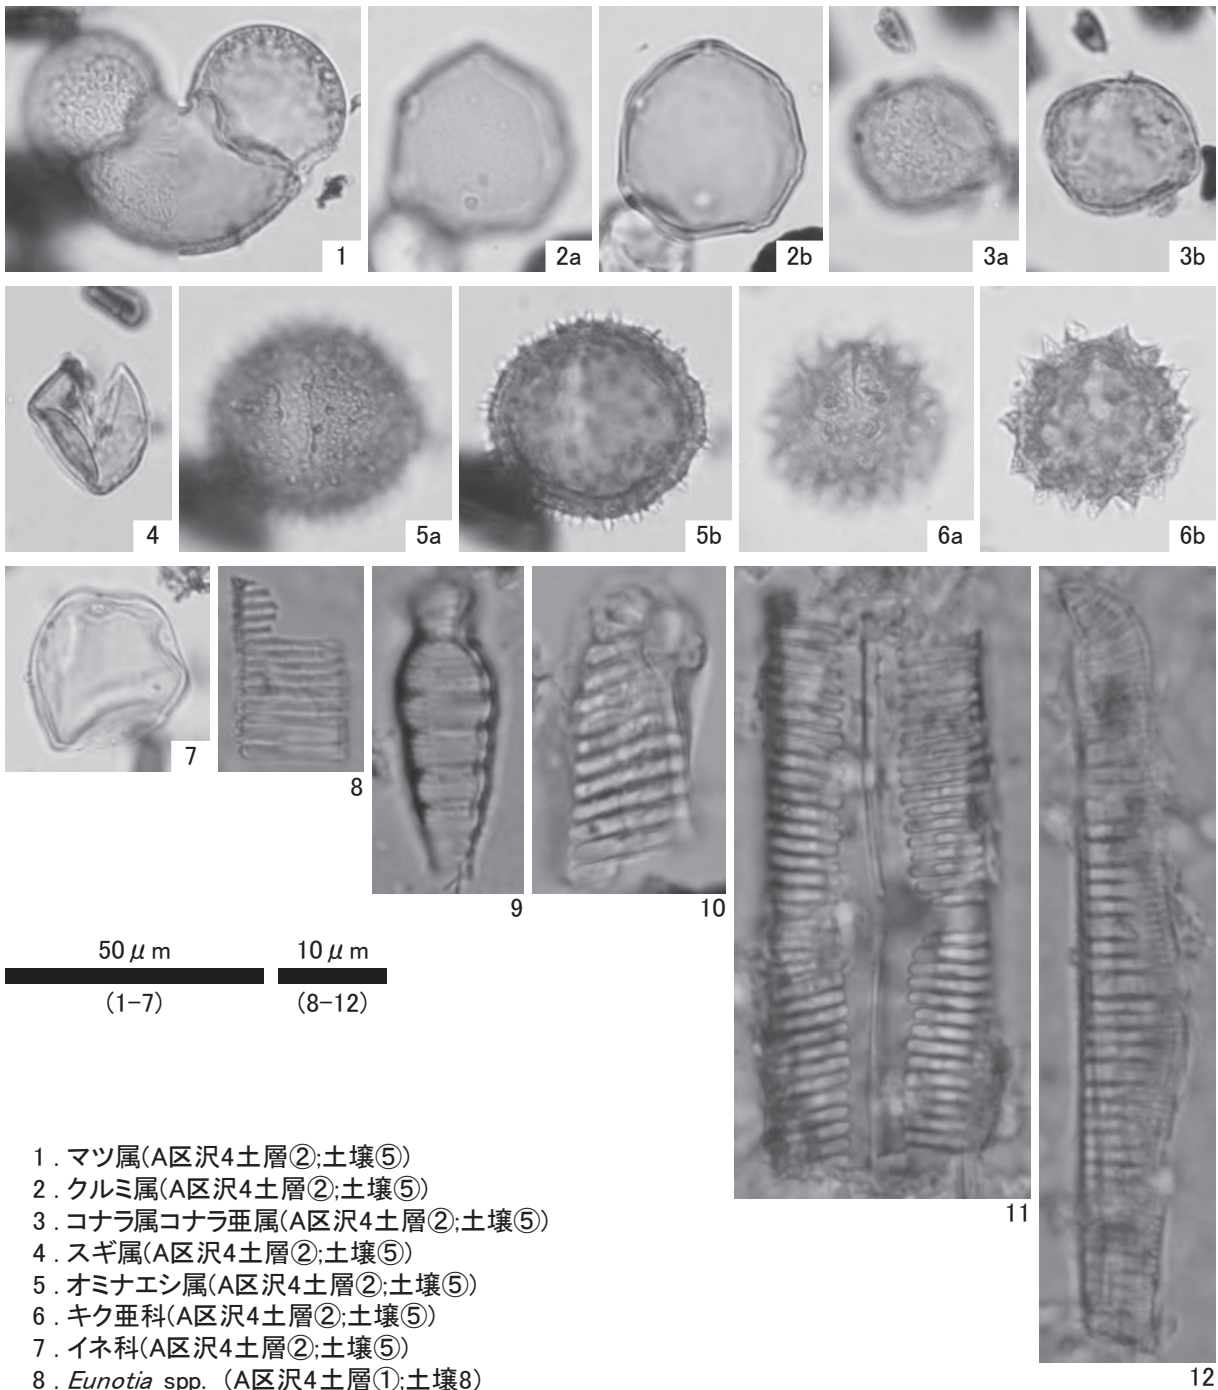 1
2a
2b
3a
3b
4
5a
5b
6a
6b
7
8
9
10
11
12
50 μm
10 μm
(1-7)
(8-12)
1 . マツ属(A区沢4土層②;土壌⑤)
2 . クルミ属(A区沢4土層②;土壌⑤)
3 . コナラ属コナラ亜属(A区沢4土層②;土壌⑤)
4 . スギ属(A区沢4土層②;土壌⑤)
5 . オミナエシ属(A区沢4土層②;土壌⑤)
6 . キク亜科(A区沢4土層②;土壌⑤)
7 . イネ科(A区沢4土層②;土壌⑤)
8 . Eunotia spp. (A区沢4土層①;土壌8)